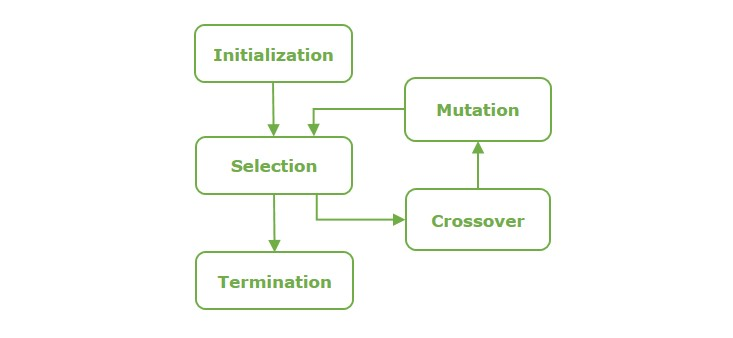 Initialization
Mutation
Selection
Crossover
Termination